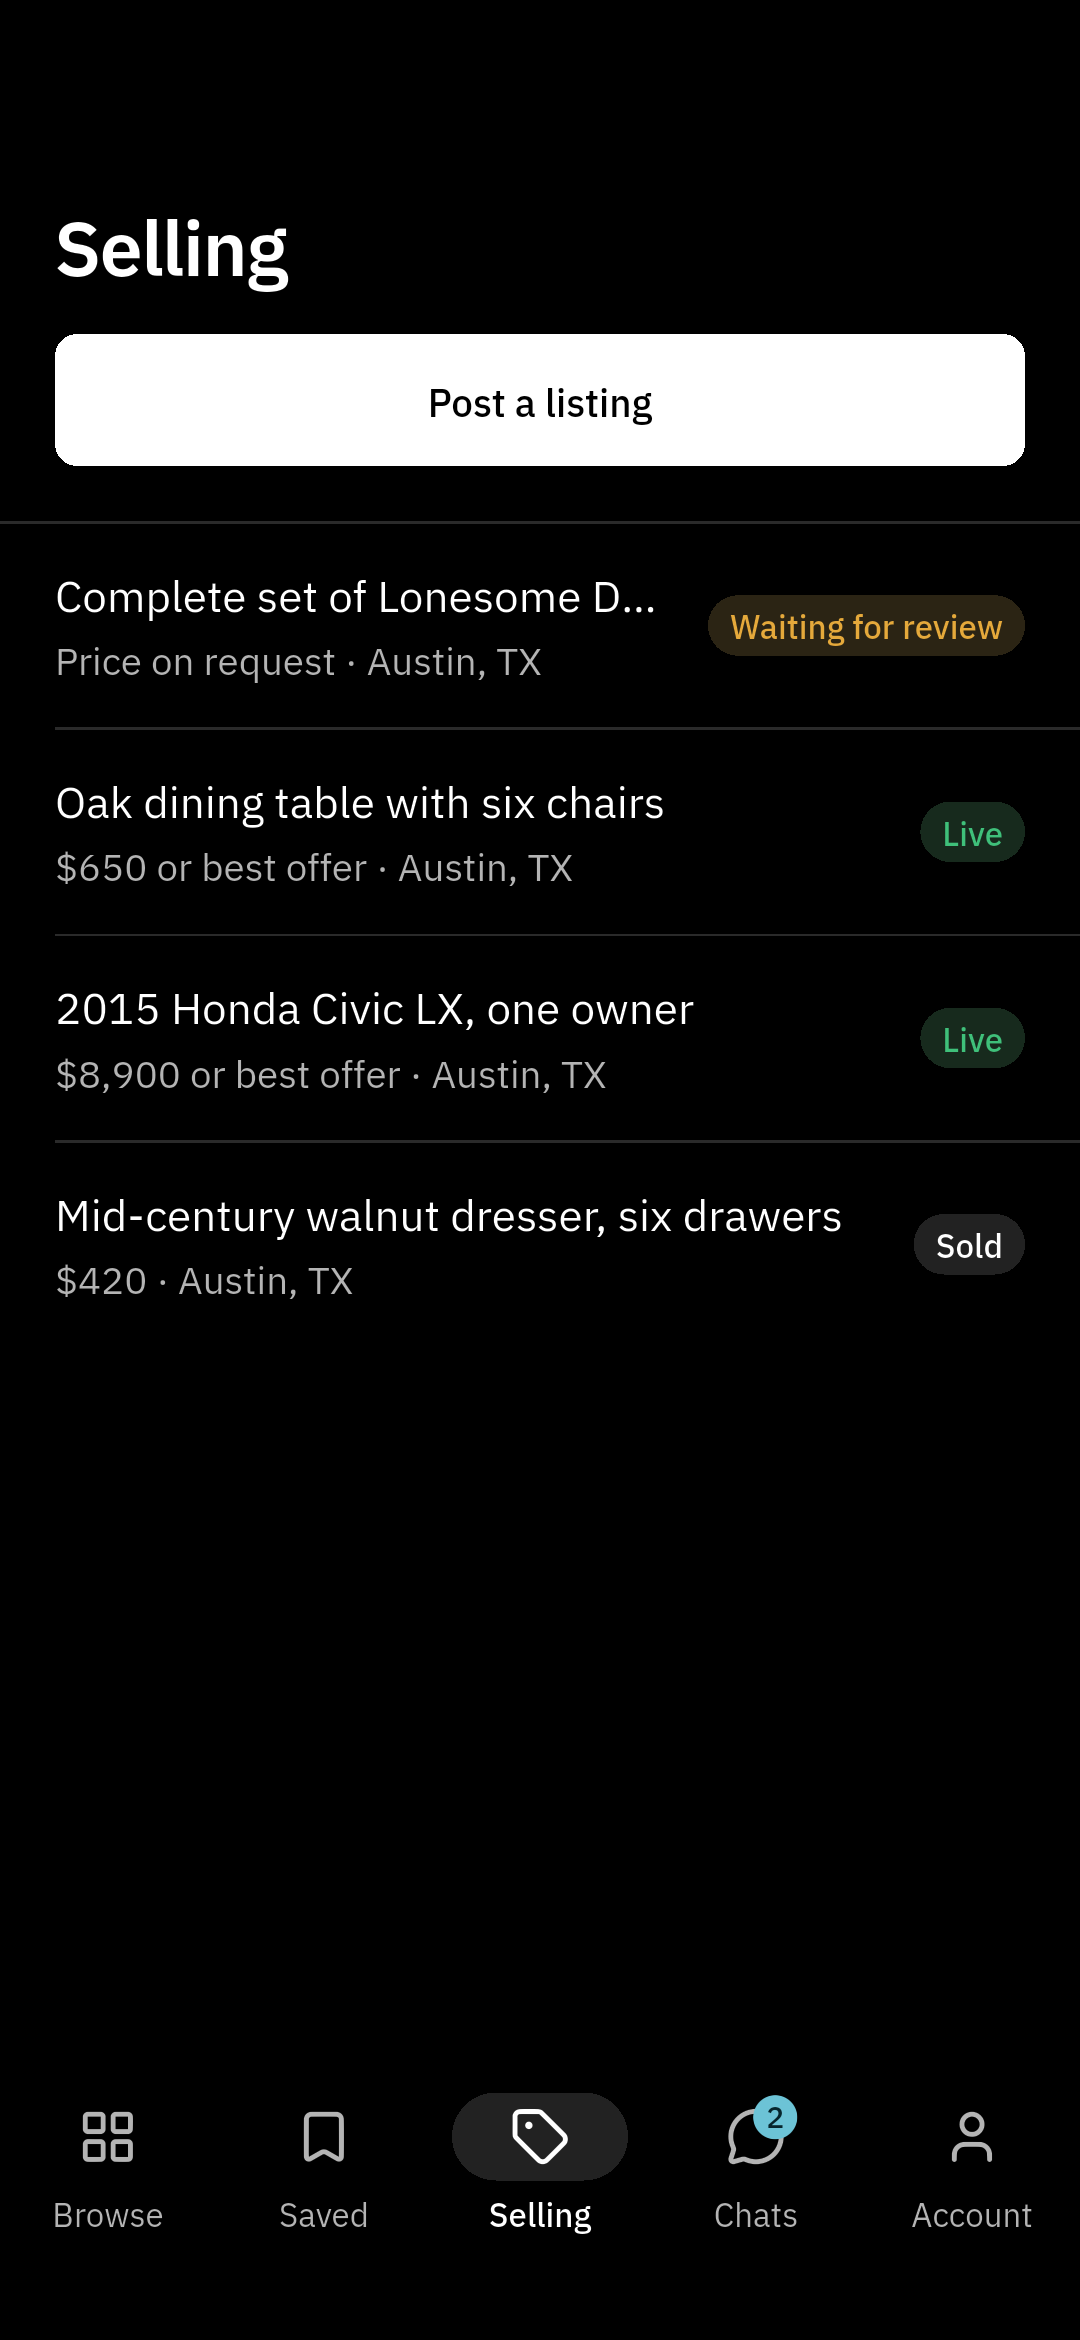 Selling
Post a listing
Complete set of Lonesome D...
Waiting for review
Price on request · Austin, TX
Oak dining table with six chairs
Live
$650 or best offer · Austin, TX
2015 Honda Civic LX, one owner
Live
$8,900 or best offer · Austin, TX
Mid-century walnut dresser, six drawers
Sold
$420 · Austin, TX
2
Browse
Saved
Selling
Chats
Account